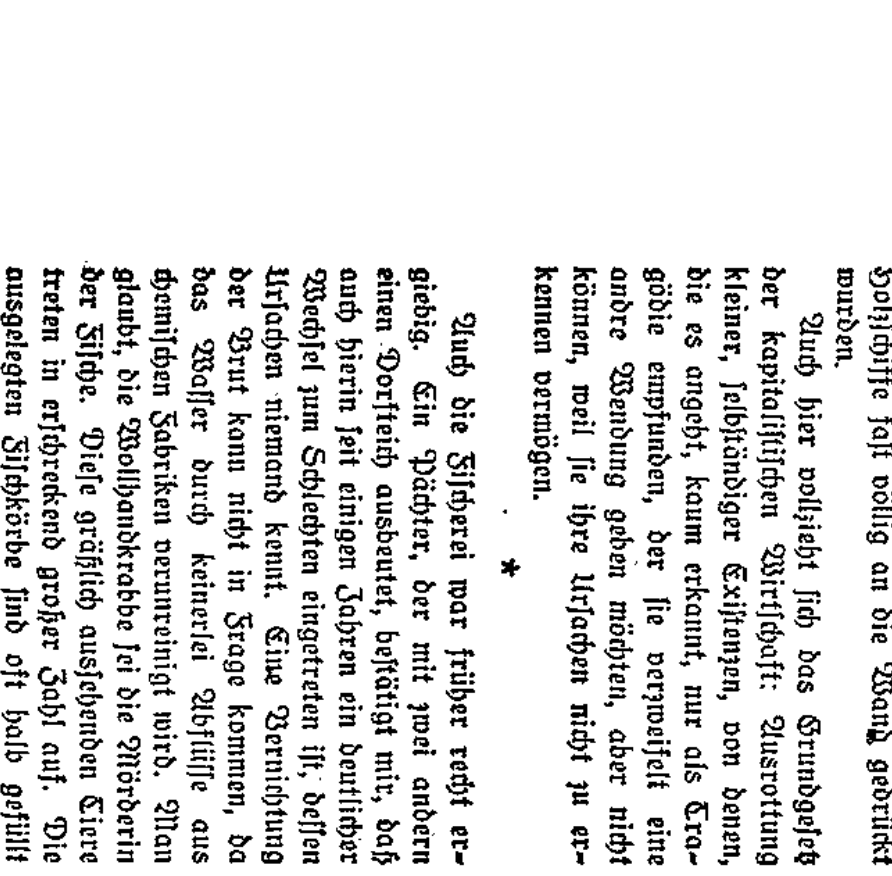 Holzschiffe fast völlig an die Wand gedrückt
wurden.
Auch hier vollzieht sich das Grundgesetz
der kapitalistischen Wirtschaft: Ausrottung
kleiner, selbständiger Existenzen, von denen,
die es angeht, kaum erkannt, nur als Tra-
gödie empfunden, der sie verzweifelt eine
andre Wendung geben möchten, aber nicht
können, weil sie ihre Ursachen nicht zu er-
kennen vermögen.
*
Auch die Fischerei war früher recht er-
giebig. Ein Pächter, der mit zwei andern
einen Dorfteich ausbeutet, bestätigt mir, daß
auch hierin seit einigen Jahren ein deutlicher
Wechsel zum Schlechten eingetreten ist, dessen
Ursachen niemand kennt. Eine Vernichtung
der Brut kann nicht in Frage kommen, da
das Wasser durch keinerlei Abflüsse aus
chemischen Fabriken verunreinigt wird. Man
glaubt, die Wollhandkrabbe sei die Mörderin
der Fische. Diese gräßlich aussehenden Tiere
treten in erschreckend großer Zahl auf. Die
ausgelegten Fischkörbe sind oft halb gefüllt